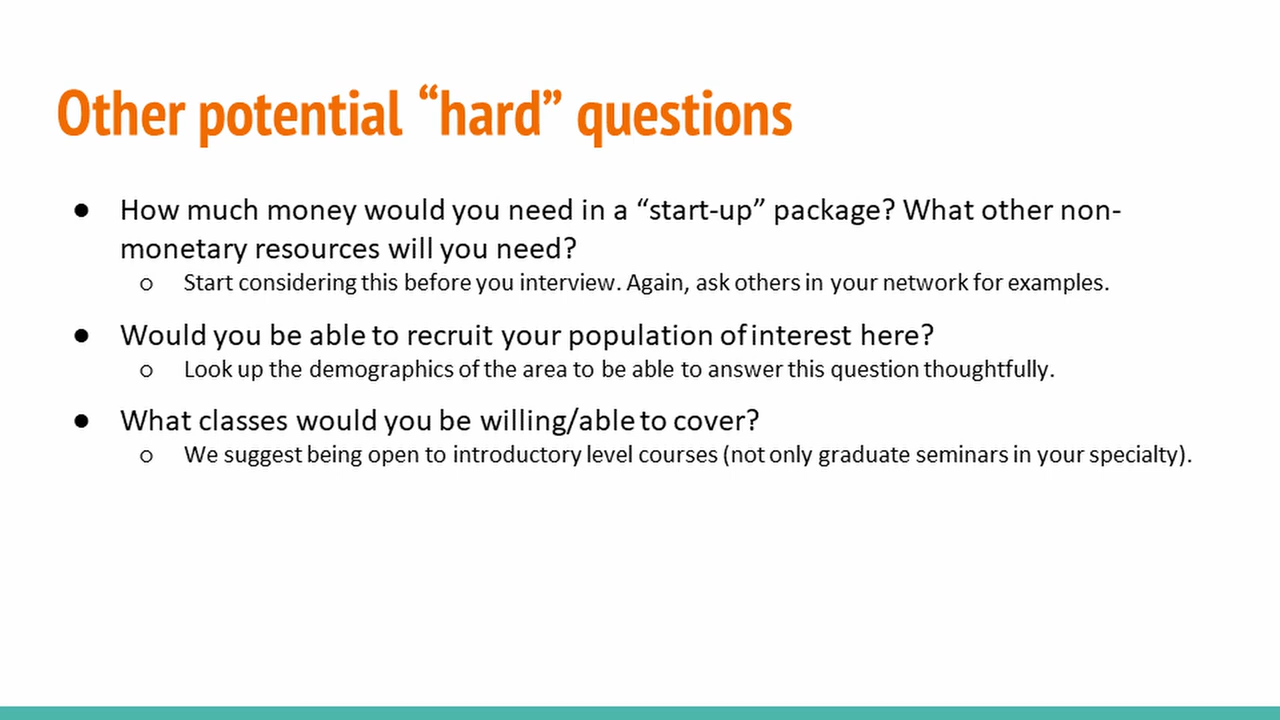 Other potential “hard” questions
● How much money would you need in a “start-up” package? What other non-
monetary resources will you need?
○ Start considering this before you interview. Again, ask others in your network for examples.
● Would you be able to recruit your population of interest here?
○ Look up the demographics of the area to be able to answer this question thoughtfully.
● What classes would you be willing/able to cover?
○ We suggest being open to introductory level courses (not only graduate seminars in your specialty).